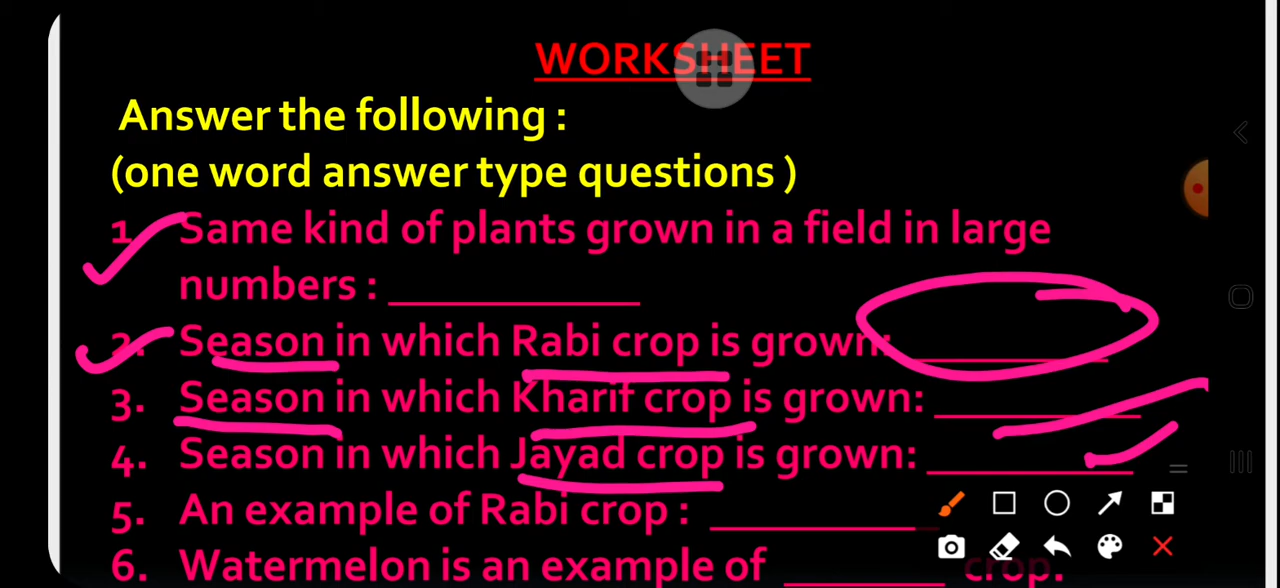 WORKSHEET
Answer the following :
(one word answer type questions )
1. Same kind of plants grown in a field in large
numbers : ____________
2. Season in which Rabi crop is grown: __________
3. Season in which Kharif crop is grown: __________
4. Season in which Jayad crop is grown: __________
5. An example of Rabi crop : ___________
6. Watermelon is an example of ________ crop.